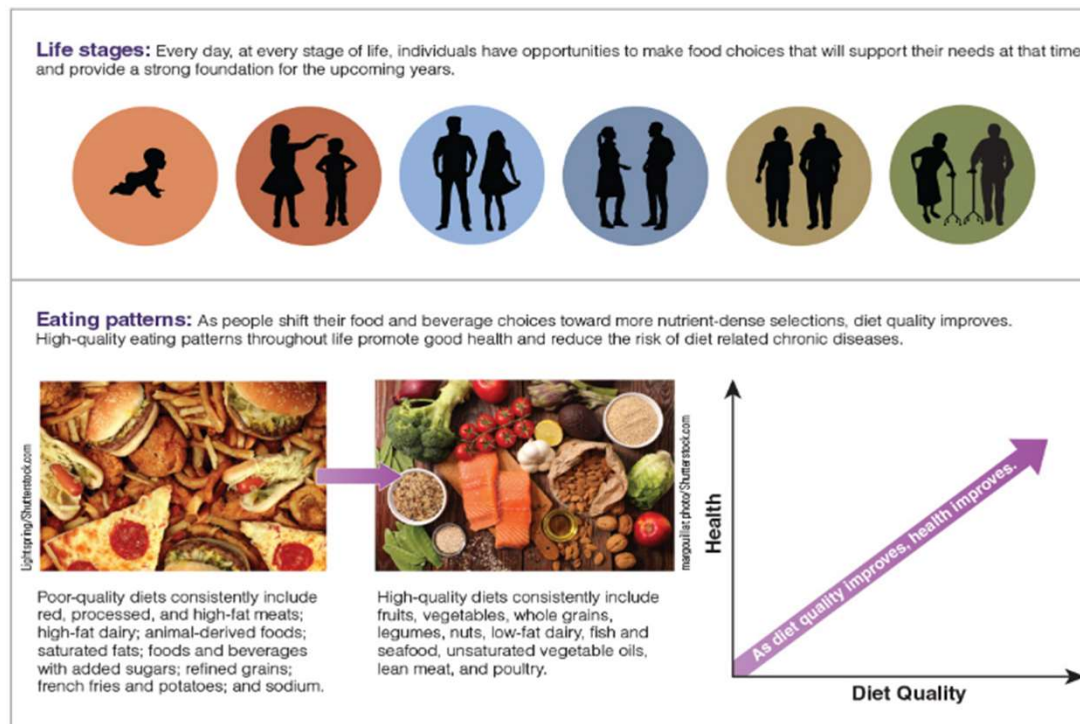 Life stages: Every day, at every stage of life, individuals have opportunities to make food choices that will support their needs at that time
and provide a strong foundation for the upcoming years.
Eating patterns: As people shift their food and beverage choices toward more nutrient-dense selections, diet quality improves.
High-quality eating patterns throughout life promote good health and reduce the risk of diet related chronic diseases.
Lightspring/Shutterstock.com
Poor-quality diets consistently include
red, processed, and high-fat meats;
high-fat dairy; animal-derived foods;
saturated fats; foods and beverages
with added sugars; refined grains;
french fries and potatoes; and sodium.
margouillat photo/Shutterstock.com
High-quality diets consistently include
fruits, vegetables, whole grains,
legumes, nuts, low-fat dairy, fish and
seafood, unsaturated vegetable oils,
lean meat, and poultry.
Health
As diet quality improves, health improves.
Diet Quality